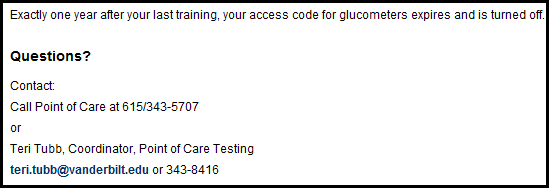 Exactly one year after your last training, your access code for glucometers expires and is turned off.
Questions?
Contact:
Call Point of Care at 615/343-5707
or
Teri Tubb, Coordinator, Point of Care Testing
teri.tubb@vanderbilt.edu or 343-8416